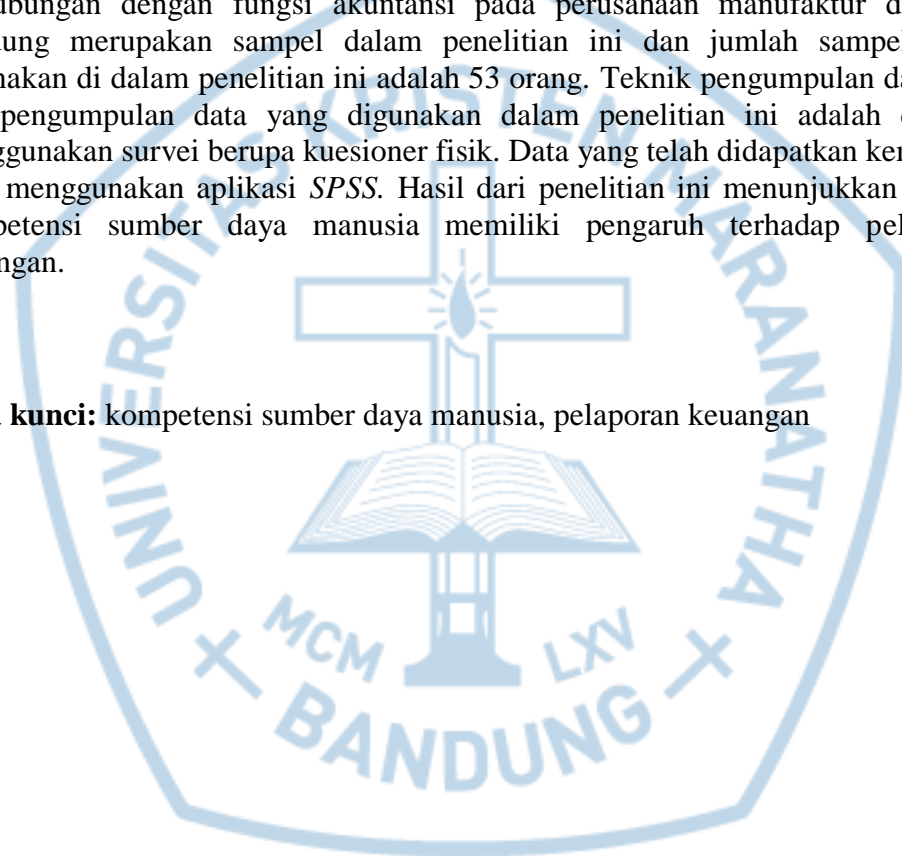 ubungan dengan fungsi akuntansi pada perusahaan manufaktur d
ung merupakan sampel dalam penelitian ini dan jumlah sampel
nakan di dalam penelitian ini adalah 53 orang. Teknik pengumpulan da
pengumpulan data yang digunakan dalam penelitian ini adalah
ggunakan survei berupa kuesioner fisik. Data yang telah didapatkan ke
menggunakan aplikasi SPSS. Hasil dari penelitian ini menunjukkan
petensi sumber daya manusia memiliki pengaruh terhadap pel
ngan.
kunci: kompetensi sumber daya manusia, pelaporan keuangan
UNIVERSITAS KRISTEN MARANATHA
MCM LXV
BANDUNG